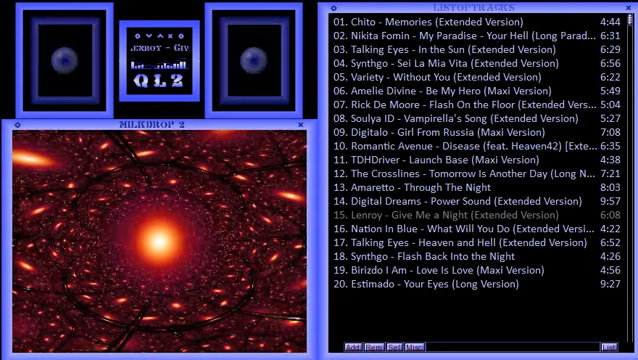 LENROY - GIV
QL2
MILKDROP 2
LISTOFTRACKS
01. Chito - Memories (Extended Version) 4:44
02. Nikita Fomin - My Paradise - Your Hell (Long Parad... 6:31
03. Talking Eyes - In the Sun (Extended Version) 6:29
04. Synthgo - Sei La Mia Vita (Extended Version) 6:56
05. Variety - Without You (Extended Version) 6:22
06. Amelie Divine - Be My Hero (Maxi Version) 5:49
07. Rick De Moore - Flash On the Floor (Extended Vers... 5:04
08. Soulya ID - Vampirella's Song (Extended Version) 5:27
09. Digitalo - Girl From Russia (Maxi Version) 7:08
10. Romantic Avenue - Disease (feat. Heaven42) [Exte... 6:35
11. TDHDriver - Launch Base (Maxi Version) 4:38
12. The Crosslines - Tomorrow Is Another Day (Long N... 7:21
13. Amaretto - Through The Night 8:03
14. Digital Dreams - Power Sound (Extended Version) 9:57
15. Lenroy - Give Me a Night (Extended Version) 6:08
16. Nation In Blue - What Will You Do (Extended Versi... 4:22
17. Talking Eyes - Heaven and Hell (Extended Version) 6:52
18. Synthgo - Flash Back Into the Night 4:26
19. Birizdo I Am - Love Is Love (Maxi Version) 4:56
20. Estimado - Your Eyes (Long Version) 9:27
Add Rem Sel Misc List